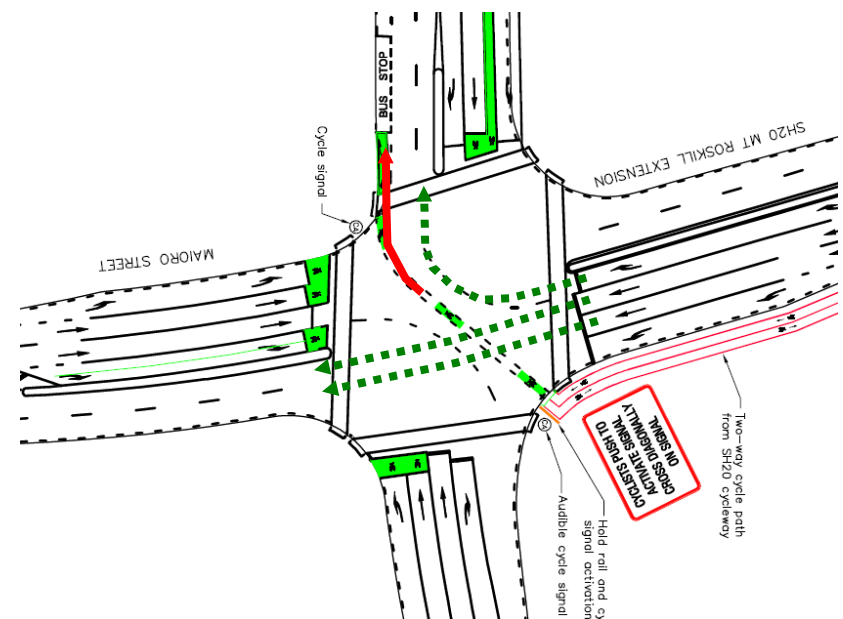 BUS STOP
SH20 MT ROSKILL EXTENSION
Cycle signal
MAIORO STREET
CYCLISTS PUSH TO
ACTIVATE SIGNAL
CROSS DIAGONALLY
ON SIGNAL
Two-way cycle path
from SH20 cycleway
Hold rail and cy
signal activation
Audible cycle signal